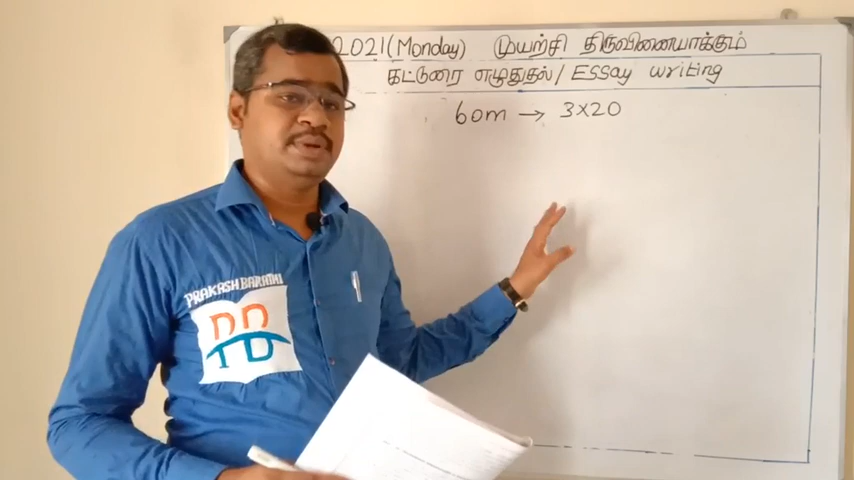 2021(Monday) முயற்சி திருவினையாக்கும்
கட்டுரை எழுதுதல்/ Essay writing
60m → 3x20
PRAKASH BARATHI